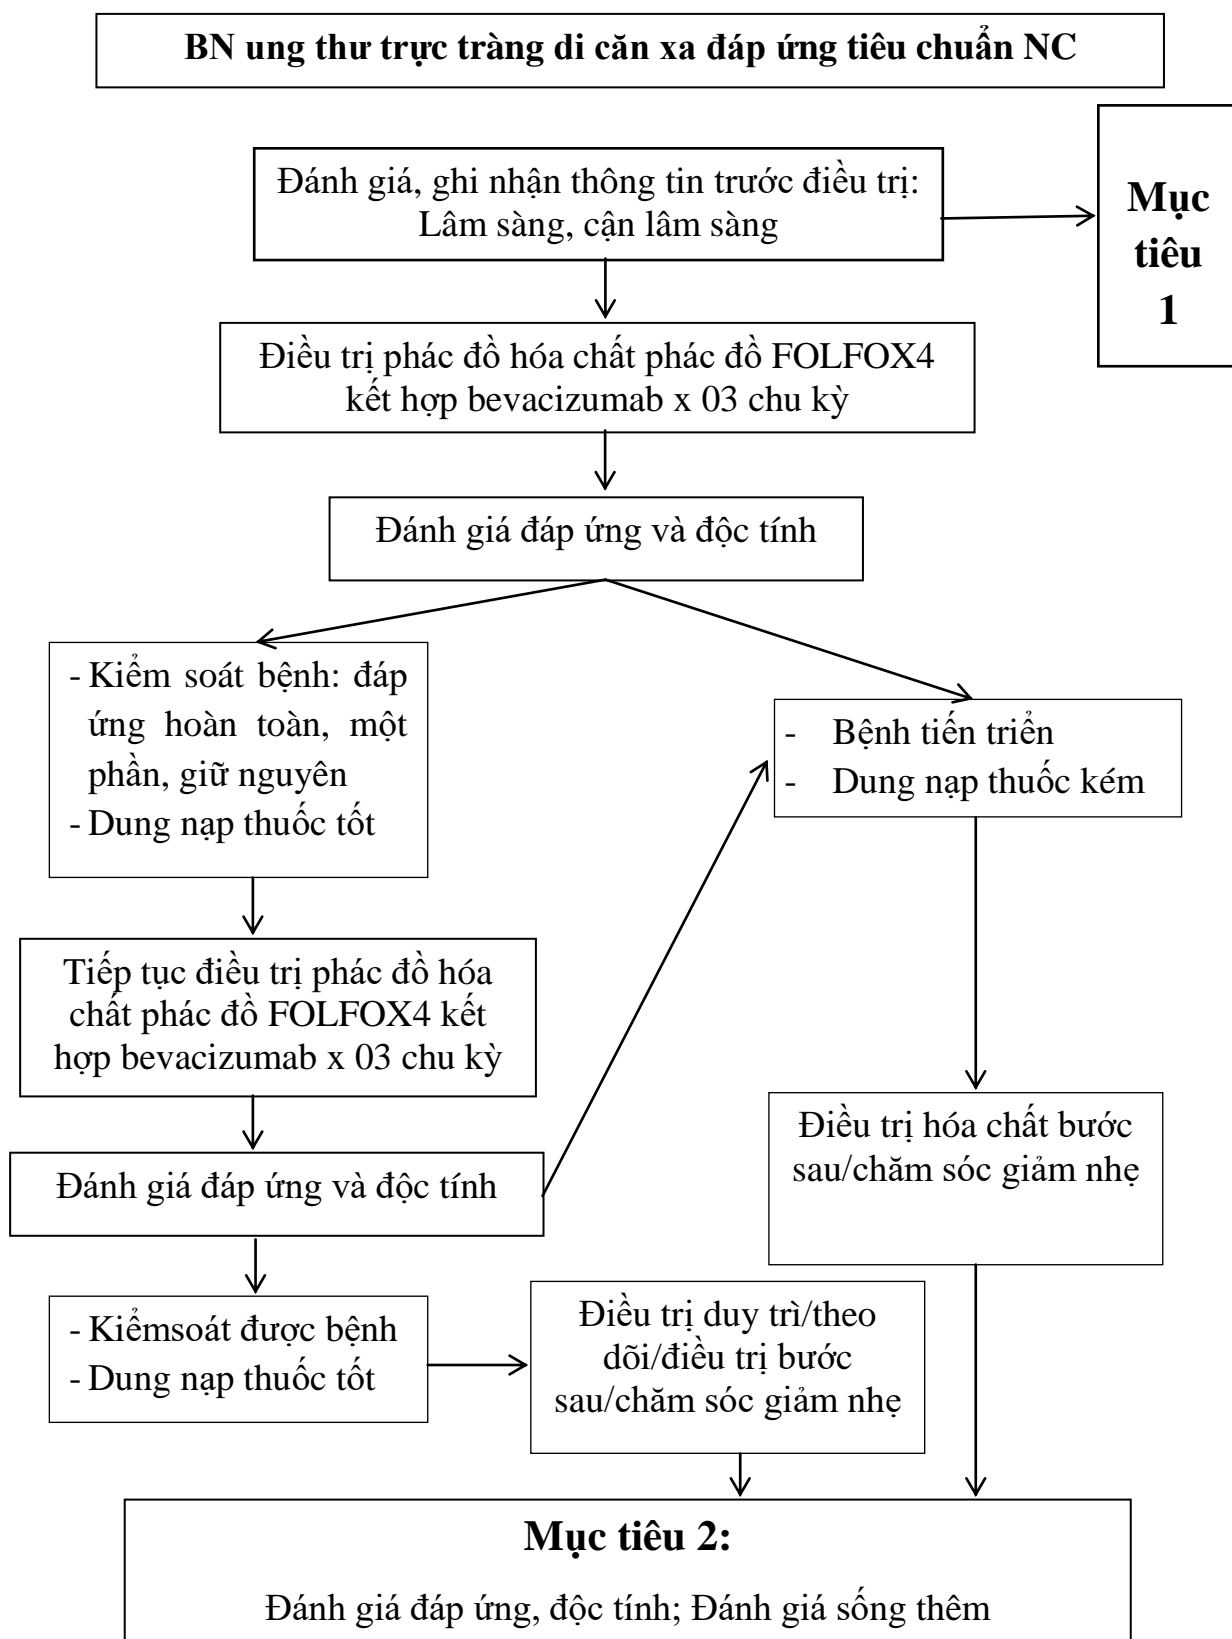 BN ung thư trực tràng di căn xa đáp ứng tiêu chuẩn NC
Đánh giá, ghi nhận thông tin trước điều trị:
Lâm sàng, cận lâm sàng
Mục
tiêu
1
Điều trị phác đồ hóa chất phác đồ FOLFOX4
kết hợp bevacizumab x 03 chu kỳ
Đánh giá đáp ứng và độc tính
- Kiểm soát bệnh: đáp
ứng hoàn toàn, một
phần, giữ nguyên
- Dung nạp thuốc tốt
- Bệnh tiến triển
- Dung nạp thuốc kém
Tiếp tục điều trị phác đồ hóa
chất phác đồ FOLFOX4 kết
hợp bevacizumab x 03 chu kỳ
Điều trị hóa chất bước
sau/chăm sóc giảm nhẹ
Đánh giá đáp ứng và độc tính
- Kiểmsoát được bệnh
- Dung nạp thuốc tốt
Điều trị duy trì/theo
dõi/điều trị bước
sau/chăm sóc giảm nhẹ
Mục tiêu 2:
Đánh giá đáp ứng, độc tính; Đánh giá sống thêm